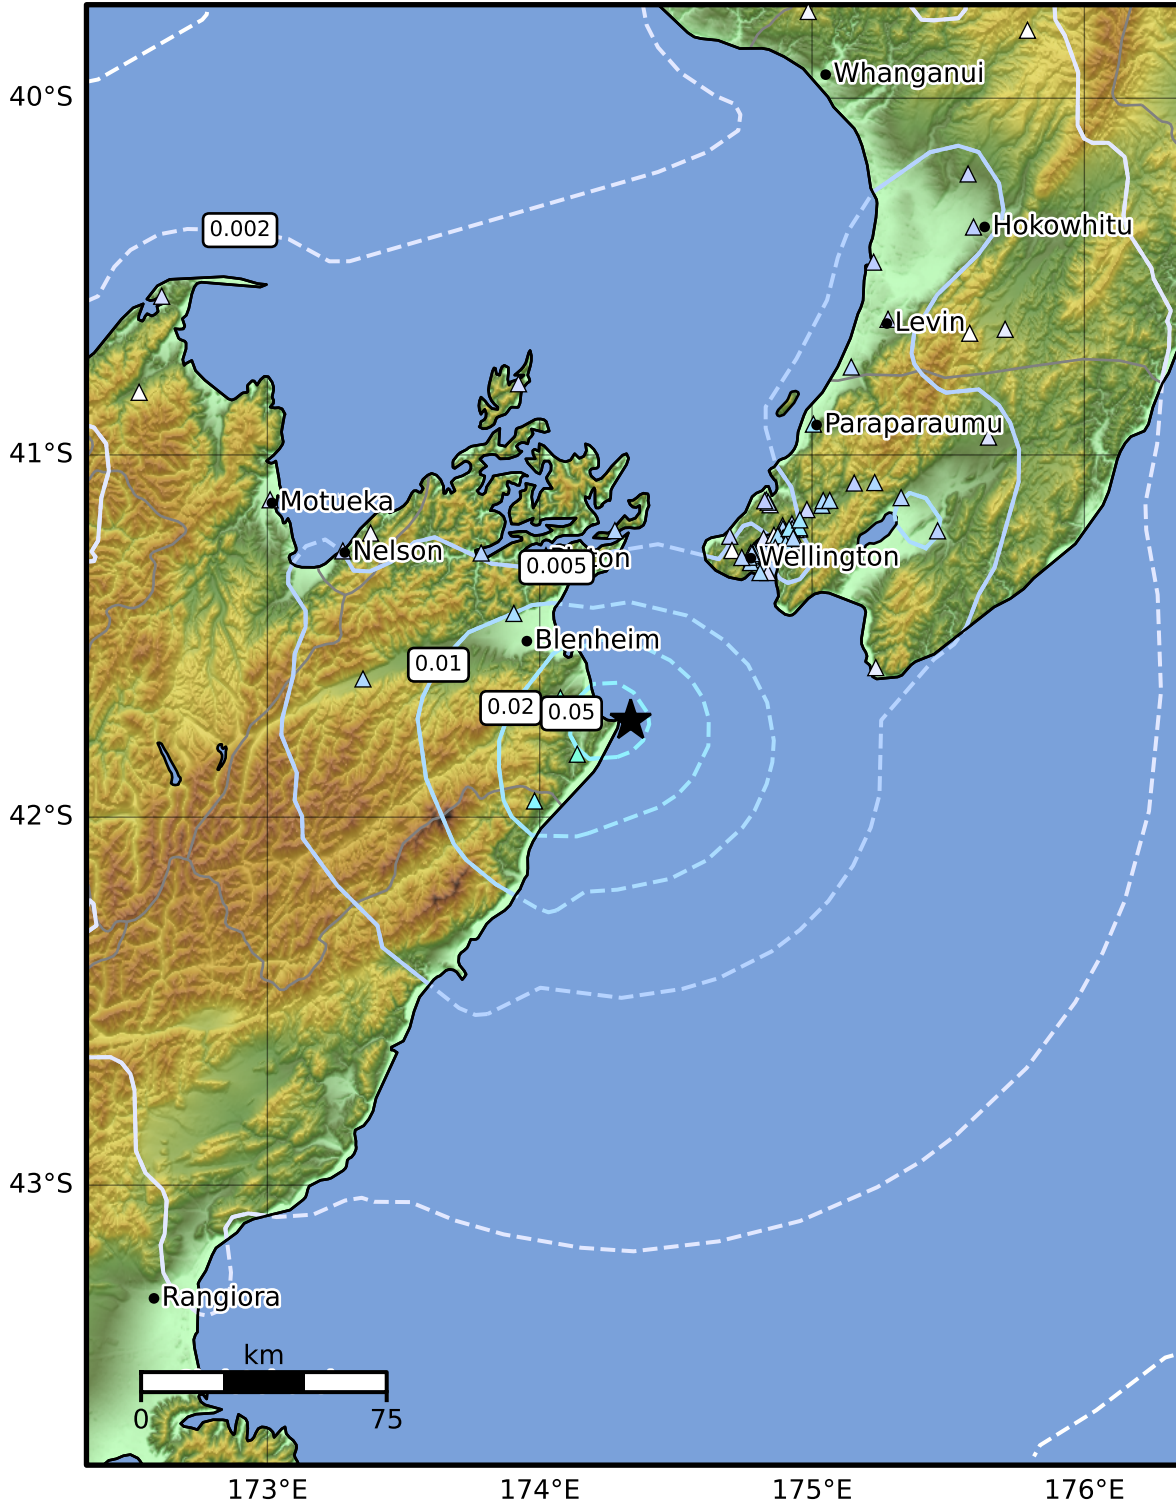 Whanganui
40°S
Hokowhitu
0.002
Levin
Paraparaumu
41°S
Motueka
Nelson
Wellington
0.005
Blenheim
0.01
0.02
0.05
42°S
43°S
Rangiora
km
0
75
173°E
174°E
175°E
176°E